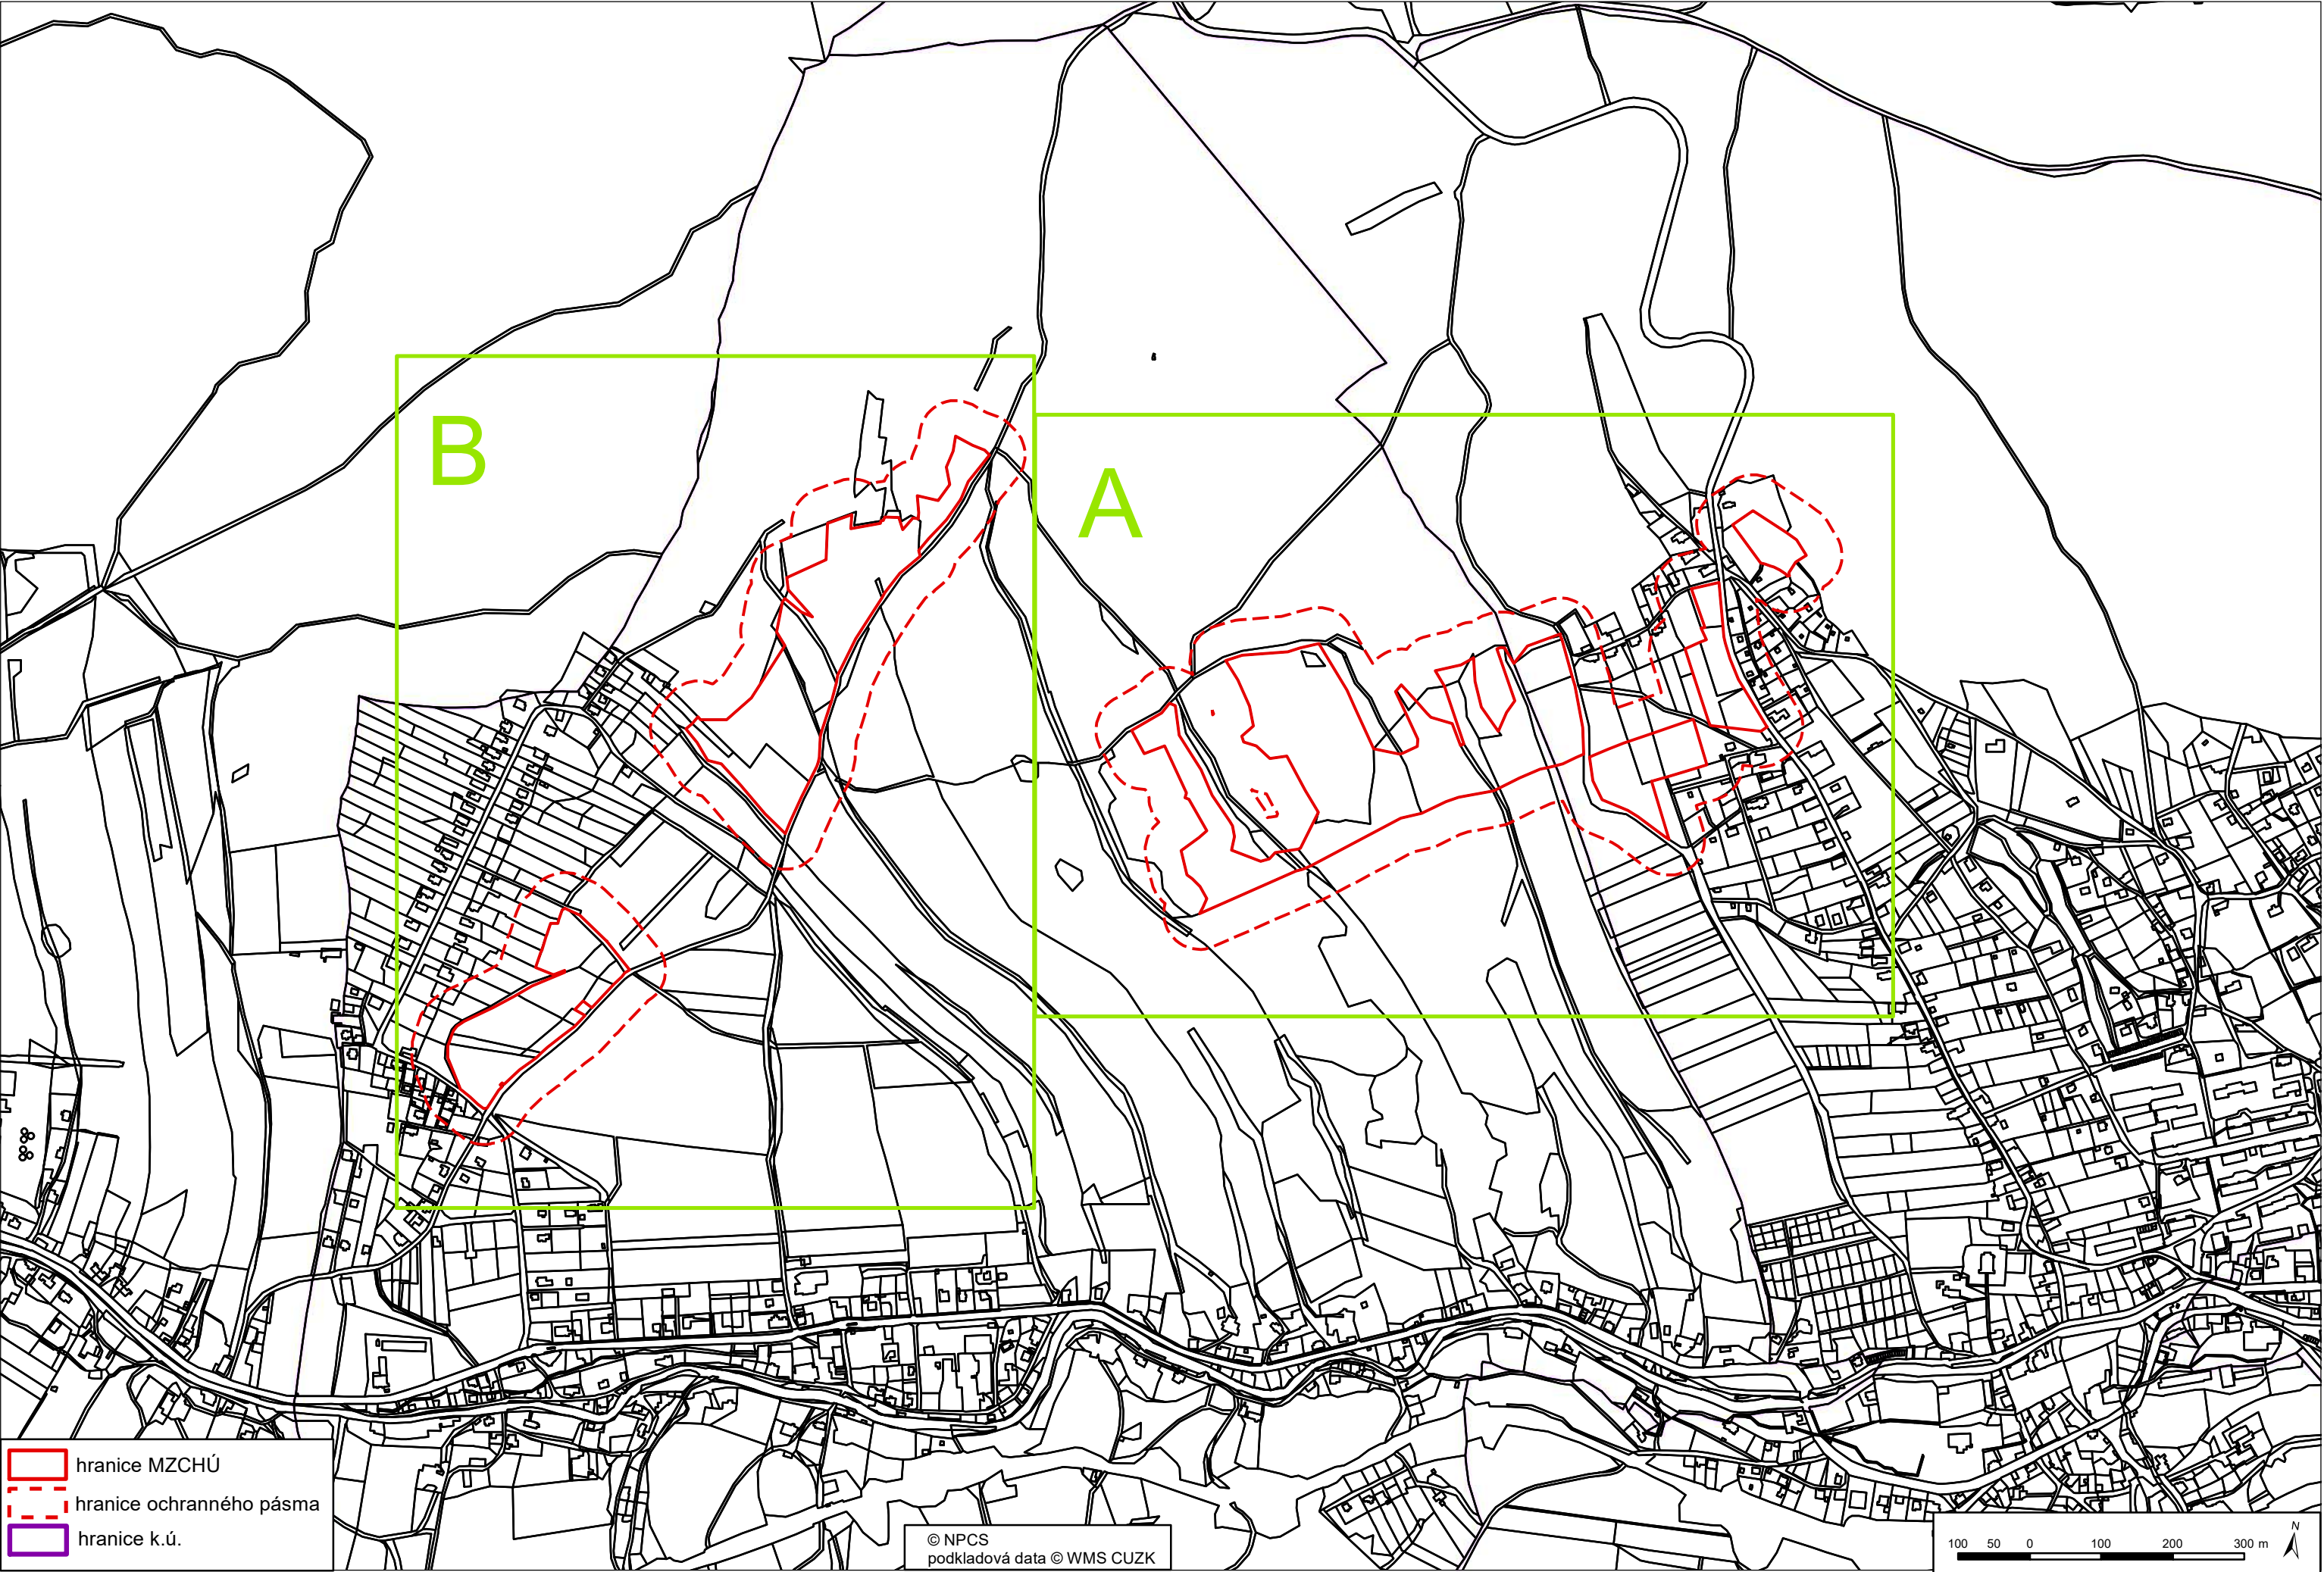 B
A
hranice MZCHÚ
hranice ochranného pásma
hranice k.ú.
© NPCS
podkladová data © WMS CUZK
100 50 0 100 200 300 m
N